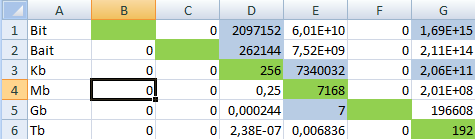 A B C D E F G
1 Bit 0 2097152 6,01E+10 0 1,69E+15
2 Bait 0 262144 7,52E+09 0 2,11E+14
3 Kb 0 0 256 7340032 0 2,06E+11
4 Mb 0 0 0,25 7168 0 2,01E+08
5 Gb 0 0 0,000244 7 196608
6 Tb 0 0 2,38E-07 0,006836 0 192